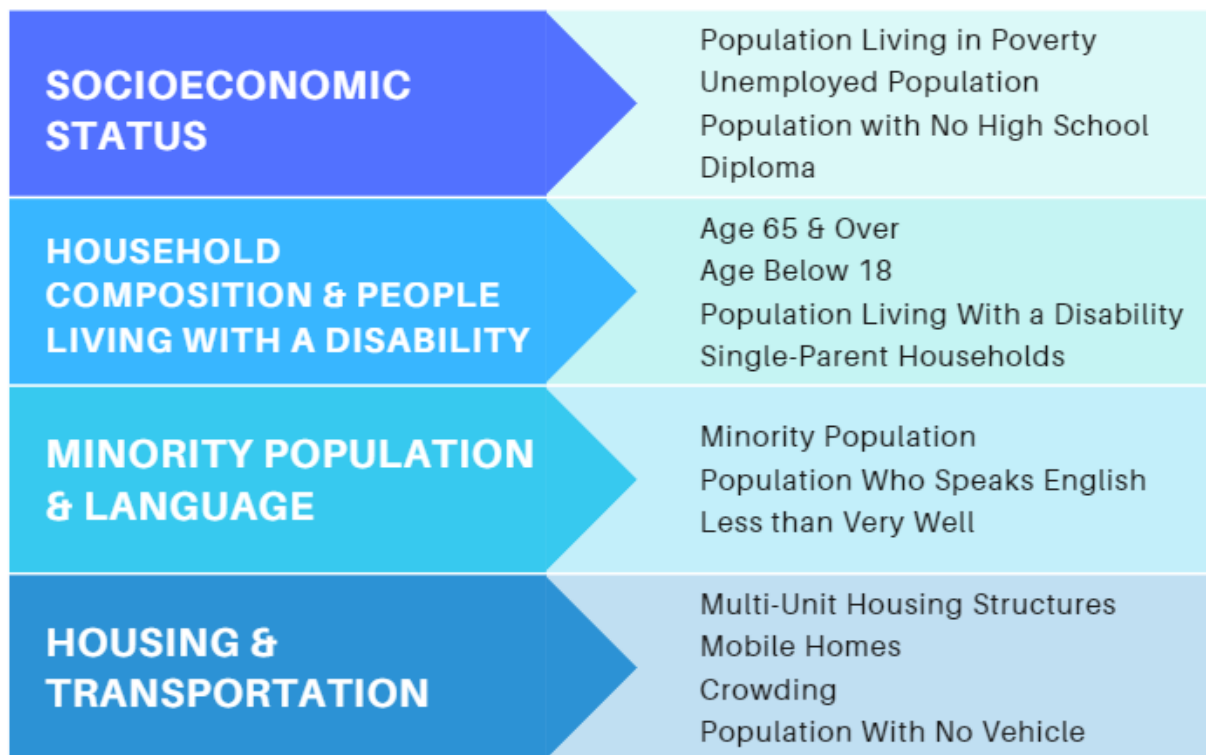 SOCIOECONOMIC
STATUS
Population Living in Poverty
Unemployed Population
Population with No High School
Diploma
HOUSEHOLD
COMPOSITION & PEOPLE
LIVING WITH A DISABILITY
Age 65 & Over
Age Below 18
Population Living With a Disability
Single-Parent Households
MINORITY POPULATION
& LANGUAGE
Minority Population
Population Who Speaks English
Less than Very Well
HOUSING &
TRANSPORTATION
Multi-Unit Housing Structures
Mobile Homes
Crowding
Population With No Vehicle